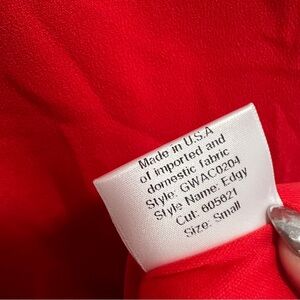 Made in U.S.A
of imported and
domestic fabric
Style: GWAC0204
Style Name: Edgy
Cut: 605621
Size: Small